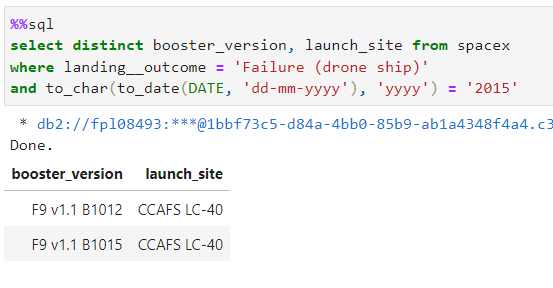 %%sql
select distinct booster_version, launch_site from spacex
where landing__outcome = 'Failure (drone ship)'
and to_char(to_date(DATE, 'dd-mm-yyyy'), 'yyyy') = '2015'
* db2://fpl08493:***@1bbf73c5-d84a-4bb0-85b9-ab1a4348f4a4.c3
Done.
booster_version launch_site
F9 v1.1 B1012 CCAFS LC-40
F9 v1.1 B1015 CCAFS LC-40